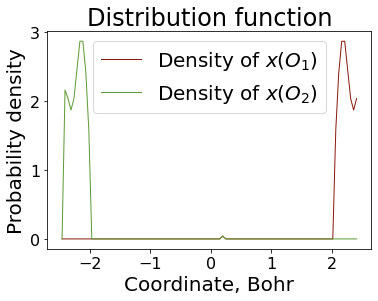 Distribution function
Density of x(O₁)
Density of x(O₂)
Probability density
3
2
1
0
−2 −1 0 1 2
Coordinate, Bohr